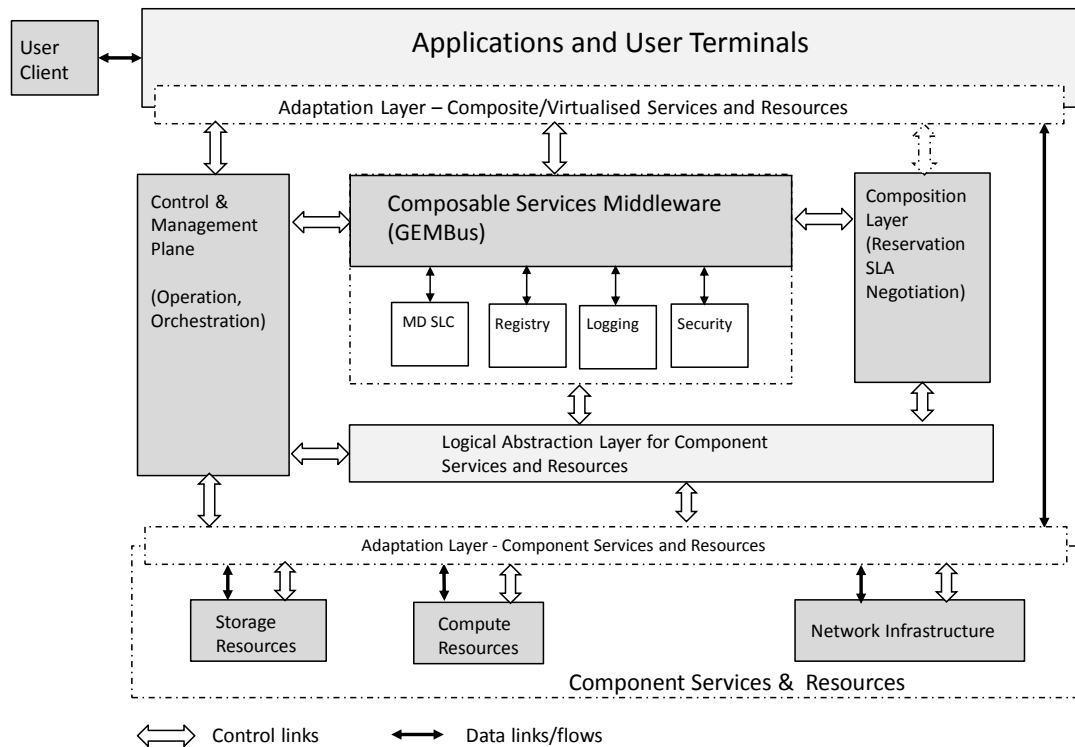 User
Client
Applications and User Terminals
Adaptation Layer – Composite/Virtualised Services and Resources
Control &
Management
Plane
(Operation,
Orchestration)
Composable Services Middleware
(GEMBus)
MD SLC
Registry
Logging
Security
Composition
Layer
(Reservation
SLA
Negotiation)
Logical Abstraction Layer for Component
Services and Resources
Adaptation Layer - Component Services and Resources
Storage
Resources
Compute
Resources
Network Infrastructure
Component Services & Resources
Control links
Data links/flows